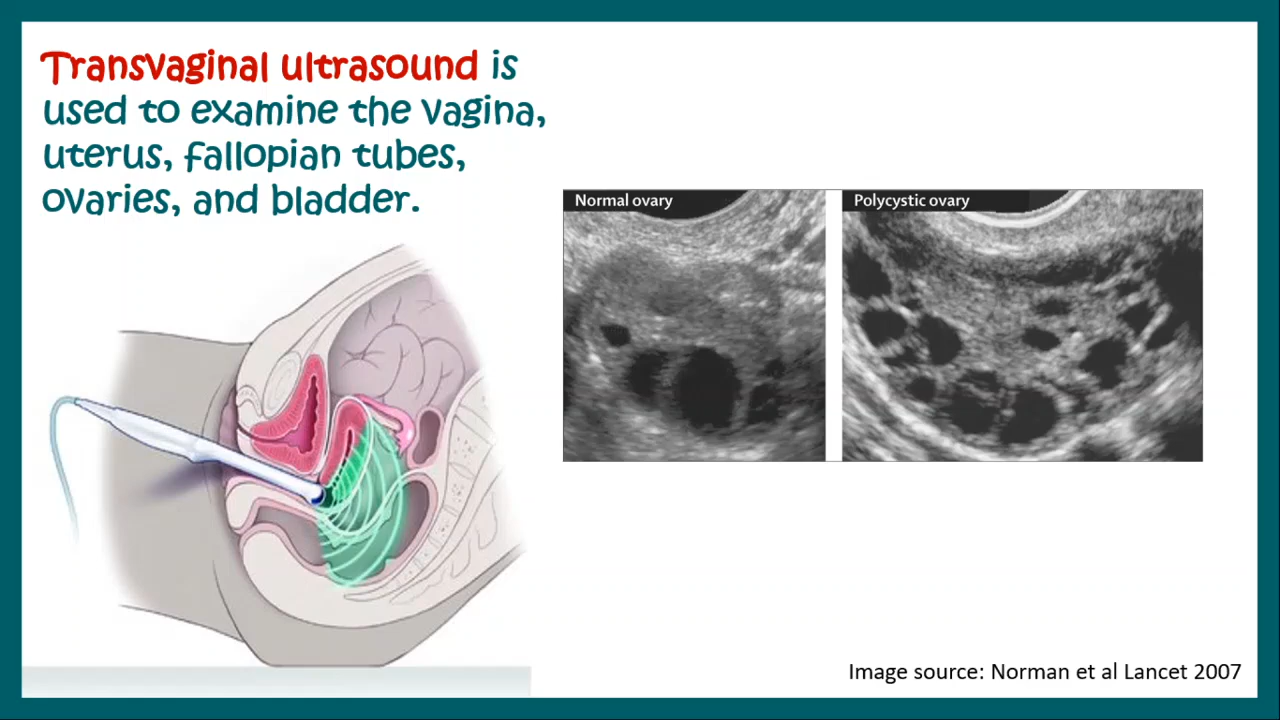 Transvaginal ultrasound is
used to examine the vagina,
uterus, fallopian tubes,
ovaries, and bladder.
Normal ovary
Polycystic ovary
Image source: Norman et al Lancet 2007